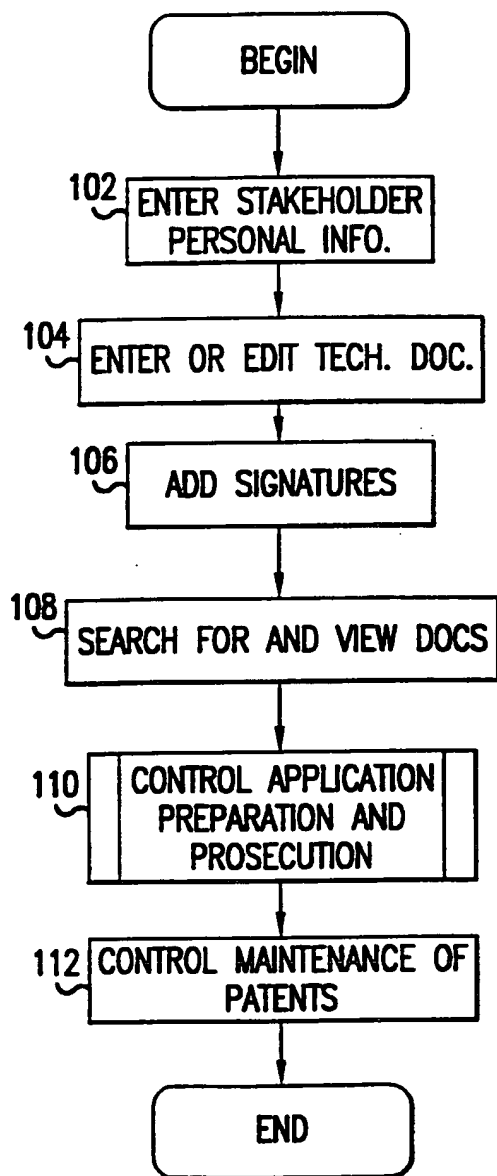 BEGIN
102
ENTER STAKEHOLDER
PERSONAL INFO.
104
ENTER OR EDIT TECH. DOC.
106
ADD SIGNATURES
108
SEARCH FOR AND VIEW DOCS
110
CONTROL APPLICATION
PREPARATION AND
PROSECUTION
112
CONTROL MAINTENANCE OF
PATENTS
END